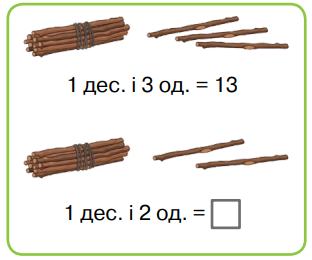 1 дес. і 3 од. = 13
1 дес. і 2 од. =